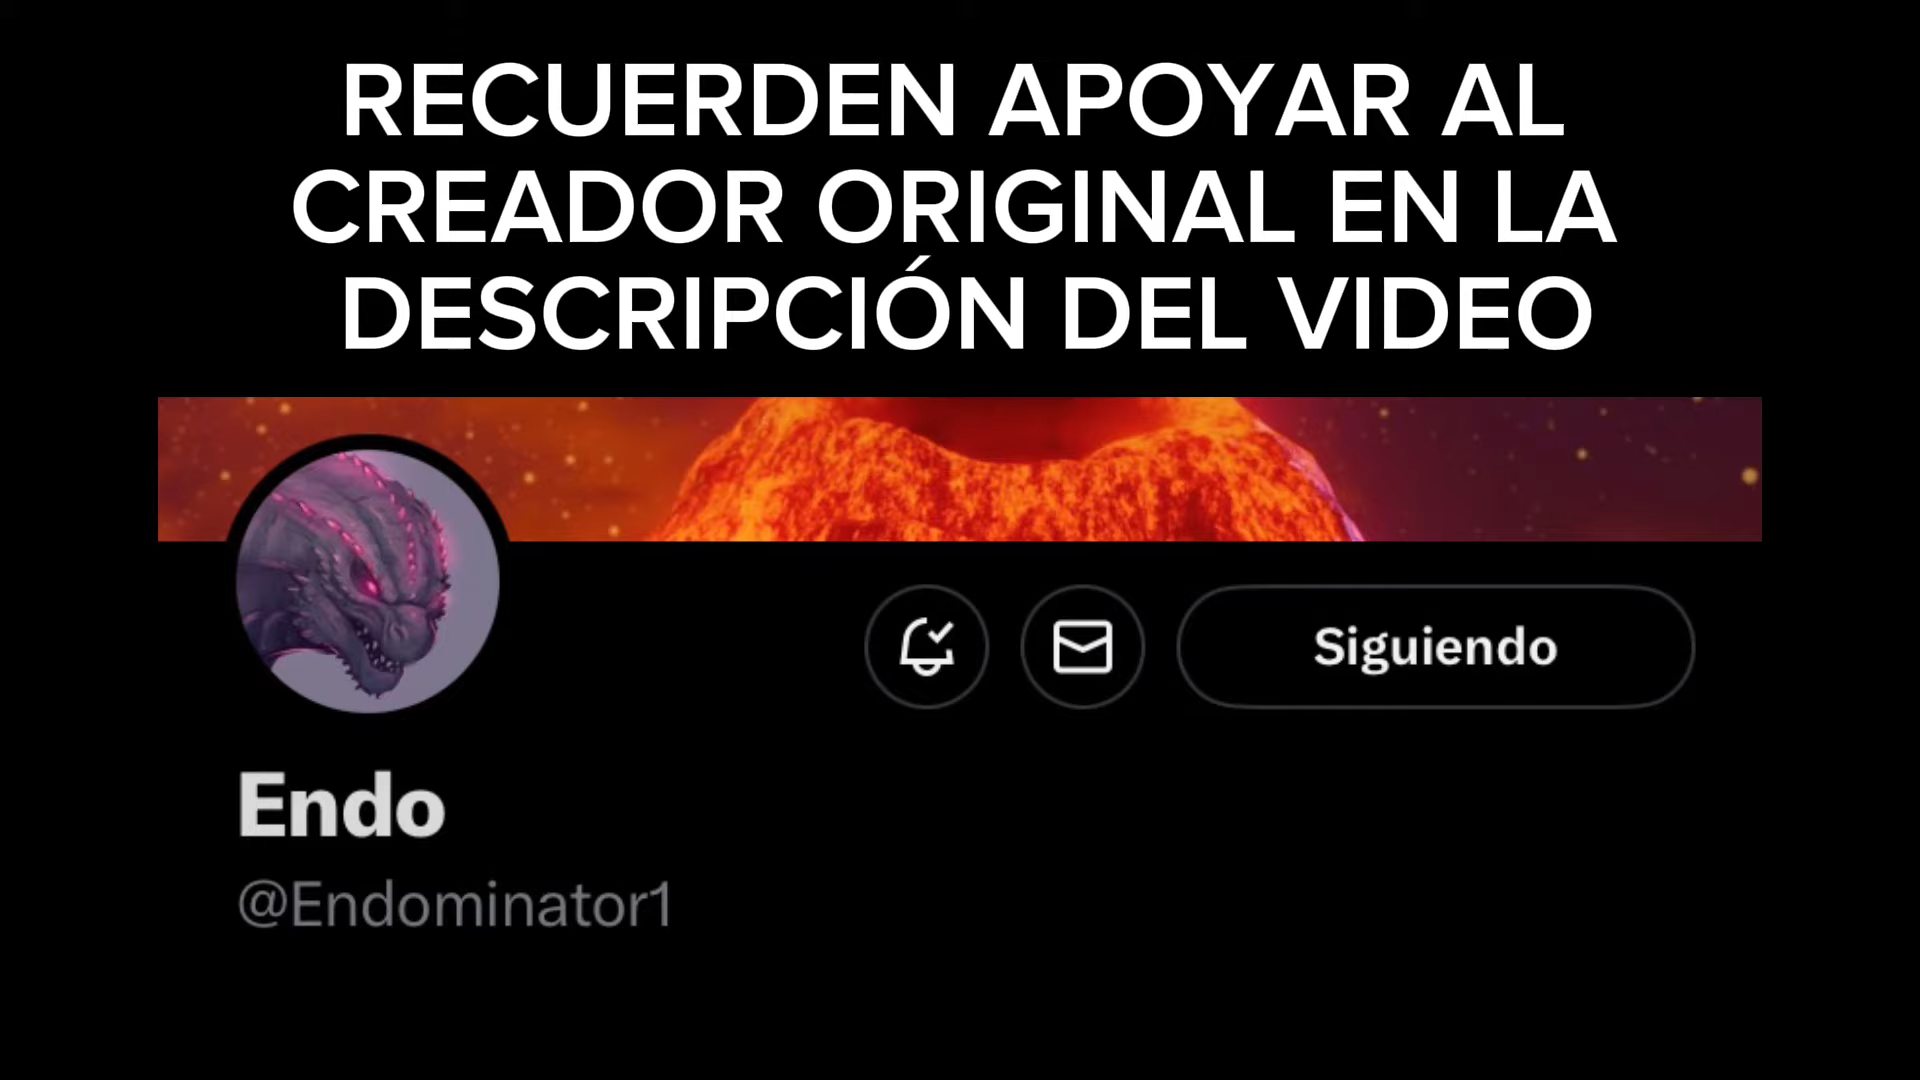 RECUERDEN APOYAR AL
CREADOR ORIGINAL EN LA
DESCRIPCIÓN DEL VIDEO
Siguiendo
Endo
@Endominator1